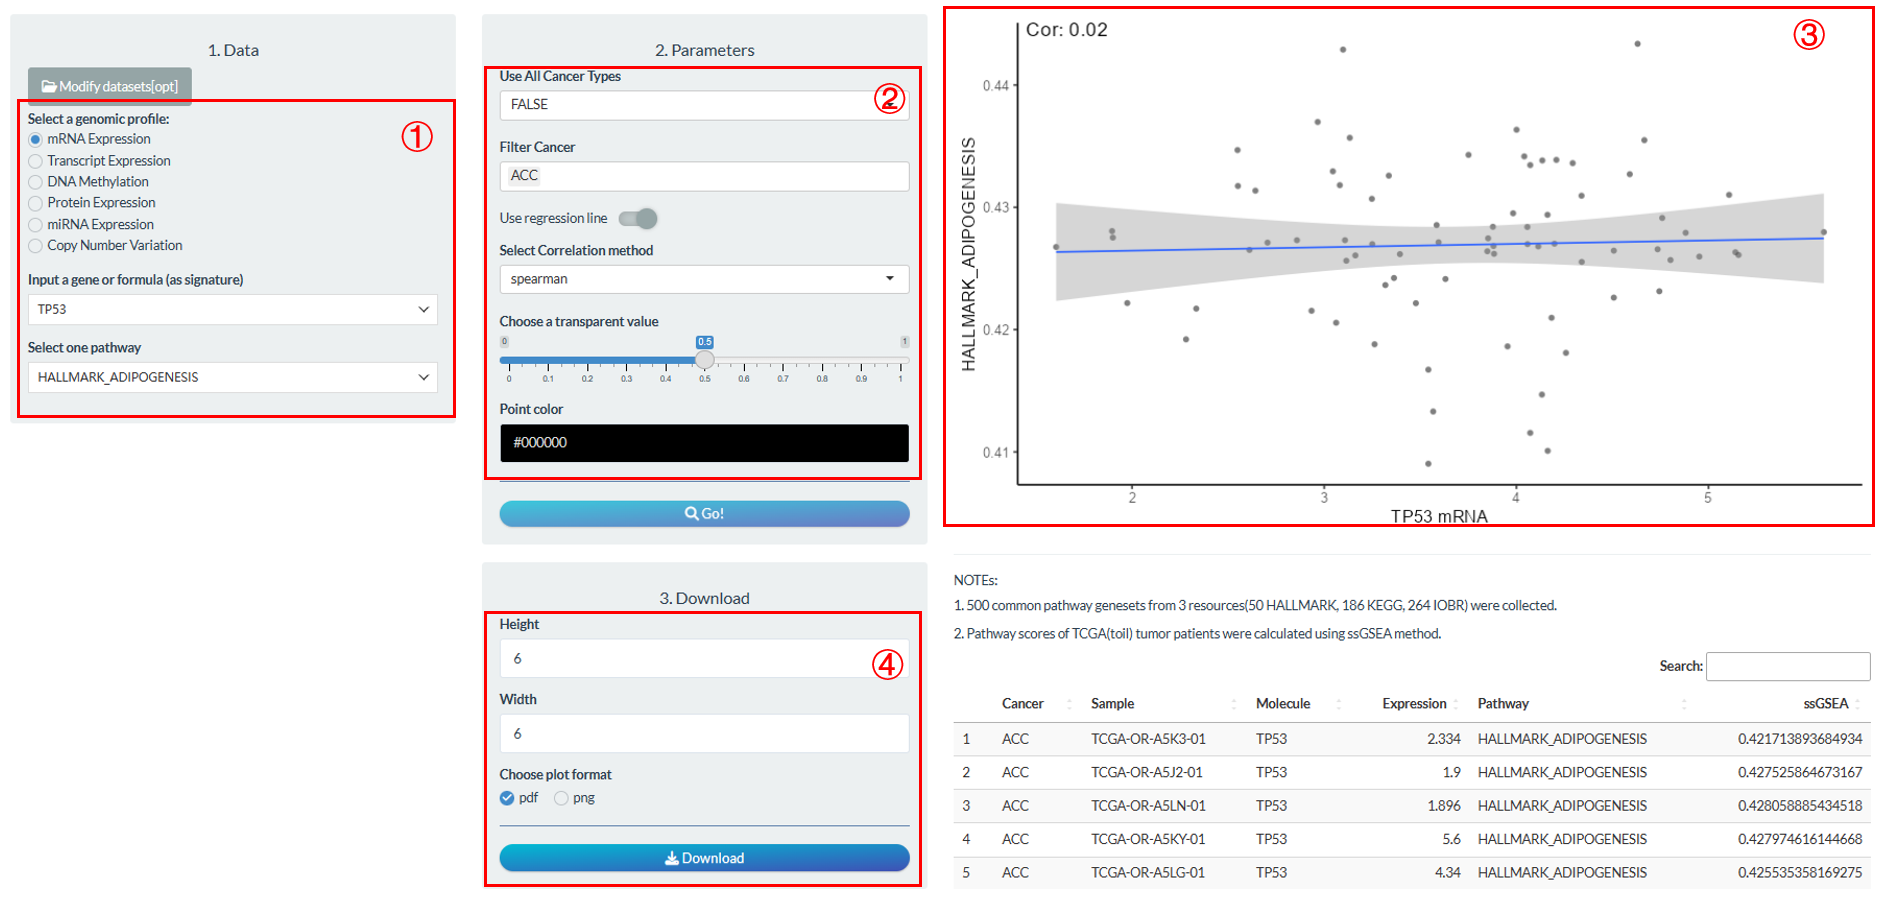 1. Data
Modify datasets[opt]
Select a genomic profile:
①
mRNA Expression
Transcript Expression
DNA Methylation
Protein Expression
miRNA Expression
Copy Number Variation
Input a gene or formula (as signature)
TP53
Select one pathway
HALLMARK_ADIPOGENESIS
2. Parameters
Use All Cancer Types
②
FALSE
Filter Cancer
ACC
Use regression line
Select Correlation method
spearman
Choose a transparent value
0 0.5 1
0 0.1 0.2 0.3 0.4 0.5 0.6 0.7 0.8 0.9 1
Point color
#000000
Go!
3. Download
Height
6
④
Width
6
Choose plot format
pdf png
Download
Cor: 0.02
③
0.44
0.43
0.42
0.41
HALLMARK_ADIPOGENESIS
2 3 4 5
TP53 mRNA
NOTEs:
1. 500 common pathway genesets from 3 resources(50 HALLMARK, 186 KEGG, 264 IOBR) were collected.
2. Pathway scores of TCGA(toil) tumor patients were calculated using ssGSEA method.
Search:
Cancer Sample Molecule Expression Pathway ssGSEA
1 ACC TCGA-OR-A5K3-01 TP53 2.334 HALLMARK_ADIPOGENESIS 0.421713893684934
2 ACC TCGA-OR-A5J2-01 TP53 1.9 HALLMARK_ADIPOGENESIS 0.427525864673167
3 ACC TCGA-OR-A5LN-01 TP53 1.896 HALLMARK_ADIPOGENESIS 0.428058885434518
4 ACC TCGA-OR-A5KY-01 TP53 5.6 HALLMARK_ADIPOGENESIS 0.427974616144668
5 ACC TCGA-OR-A5LG-01 TP53 4.34 HALLMARK_ADIPOGENESIS 0.425535358169275